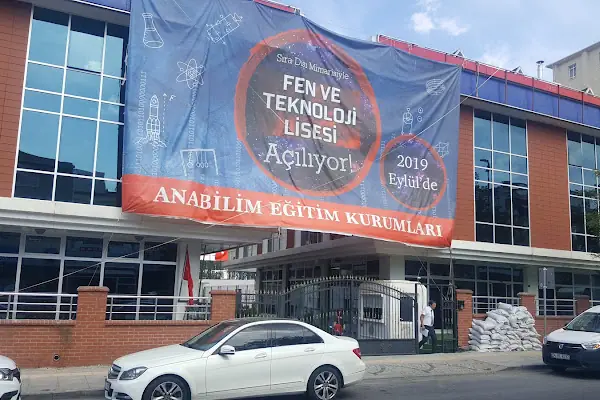 Sıra Dışı Mimarisiyle
FEN VE
TEKNOLOJİ
LİSESİ
Açılıyor!
2019
Eylül'de
ANABİLİM EĞİTİM KURUMLARI